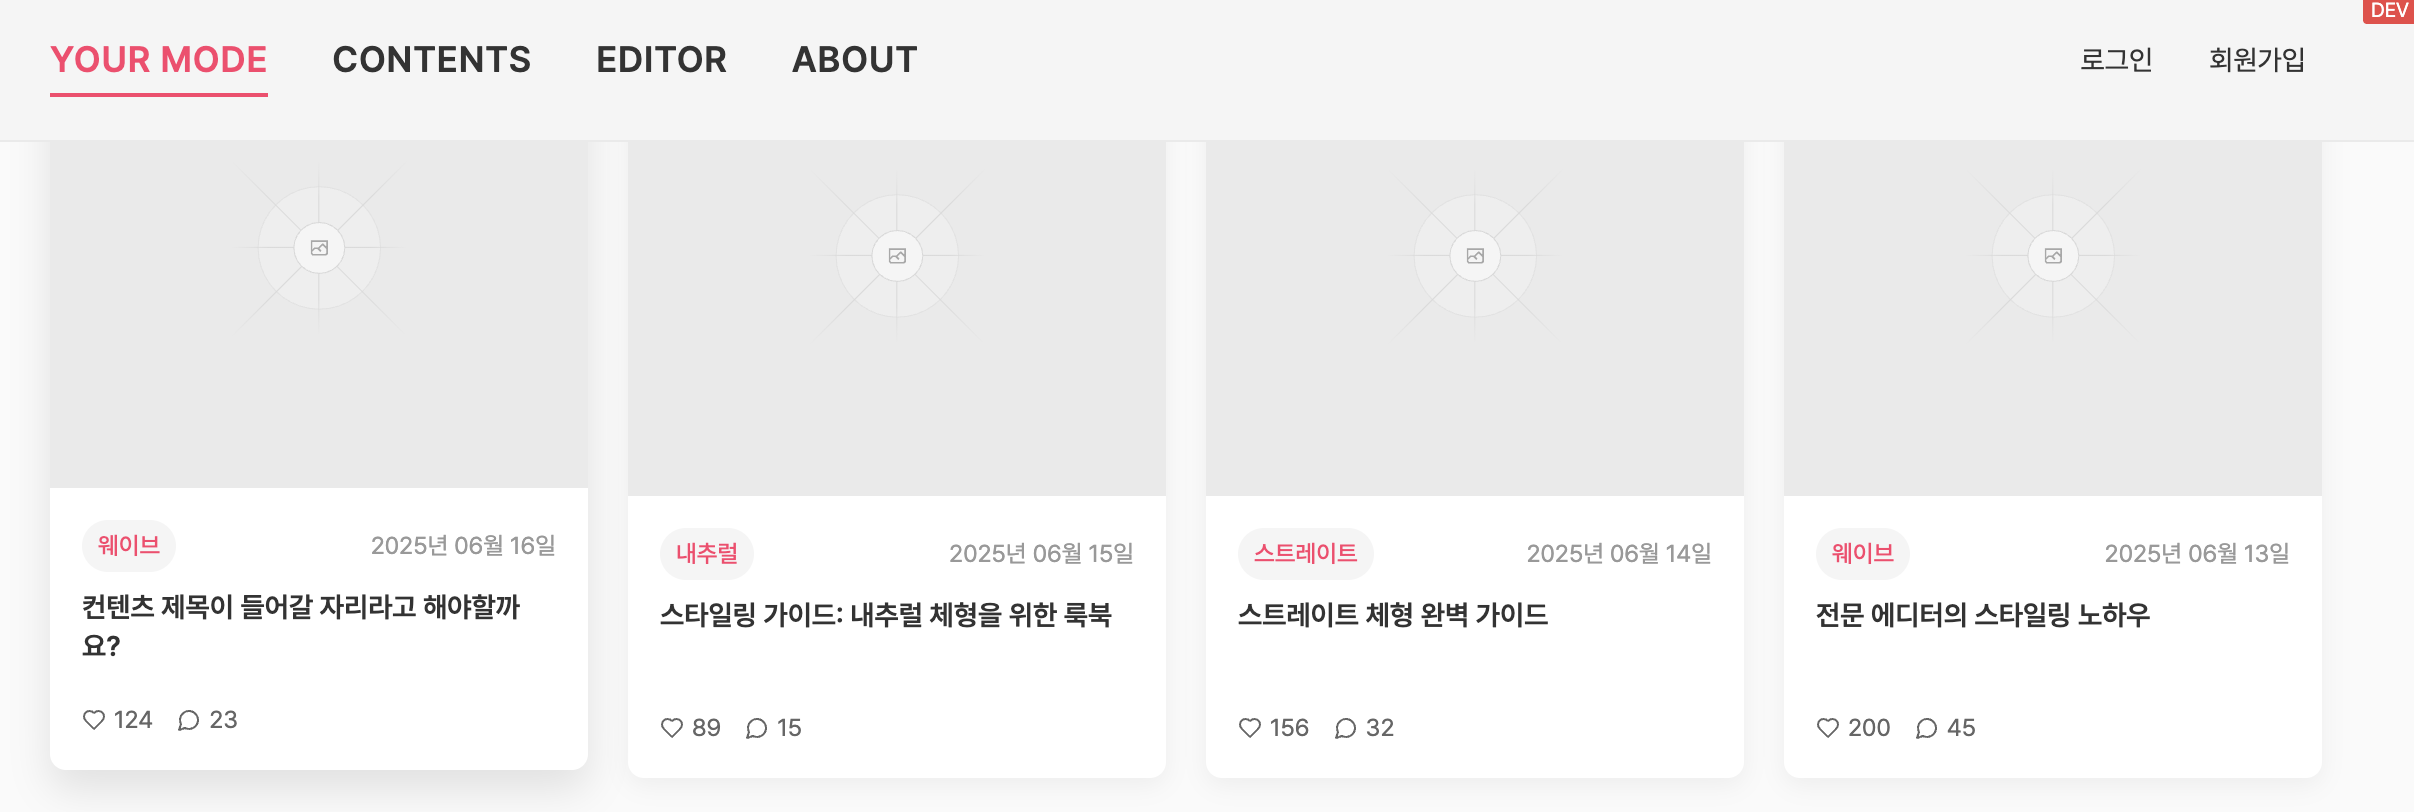 DEV
YOUR MODE CONTENTS EDITOR ABOUT 로그인 회원가입
웨이브 2025년 06월 16일
컨텐츠 제목이 들어갈 자리라고 해야할까
요?
124 23
내추럴 2025년 06월 15일
스타일링 가이드: 내추럴 체형을 위한 룩북
89 15
스트레이트 2025년 06월 14일
스트레이트 체형 완벽 가이드
156 32
웨이브 2025년 06월 13일
전문 에디터의 스타일링 노하우
200 45